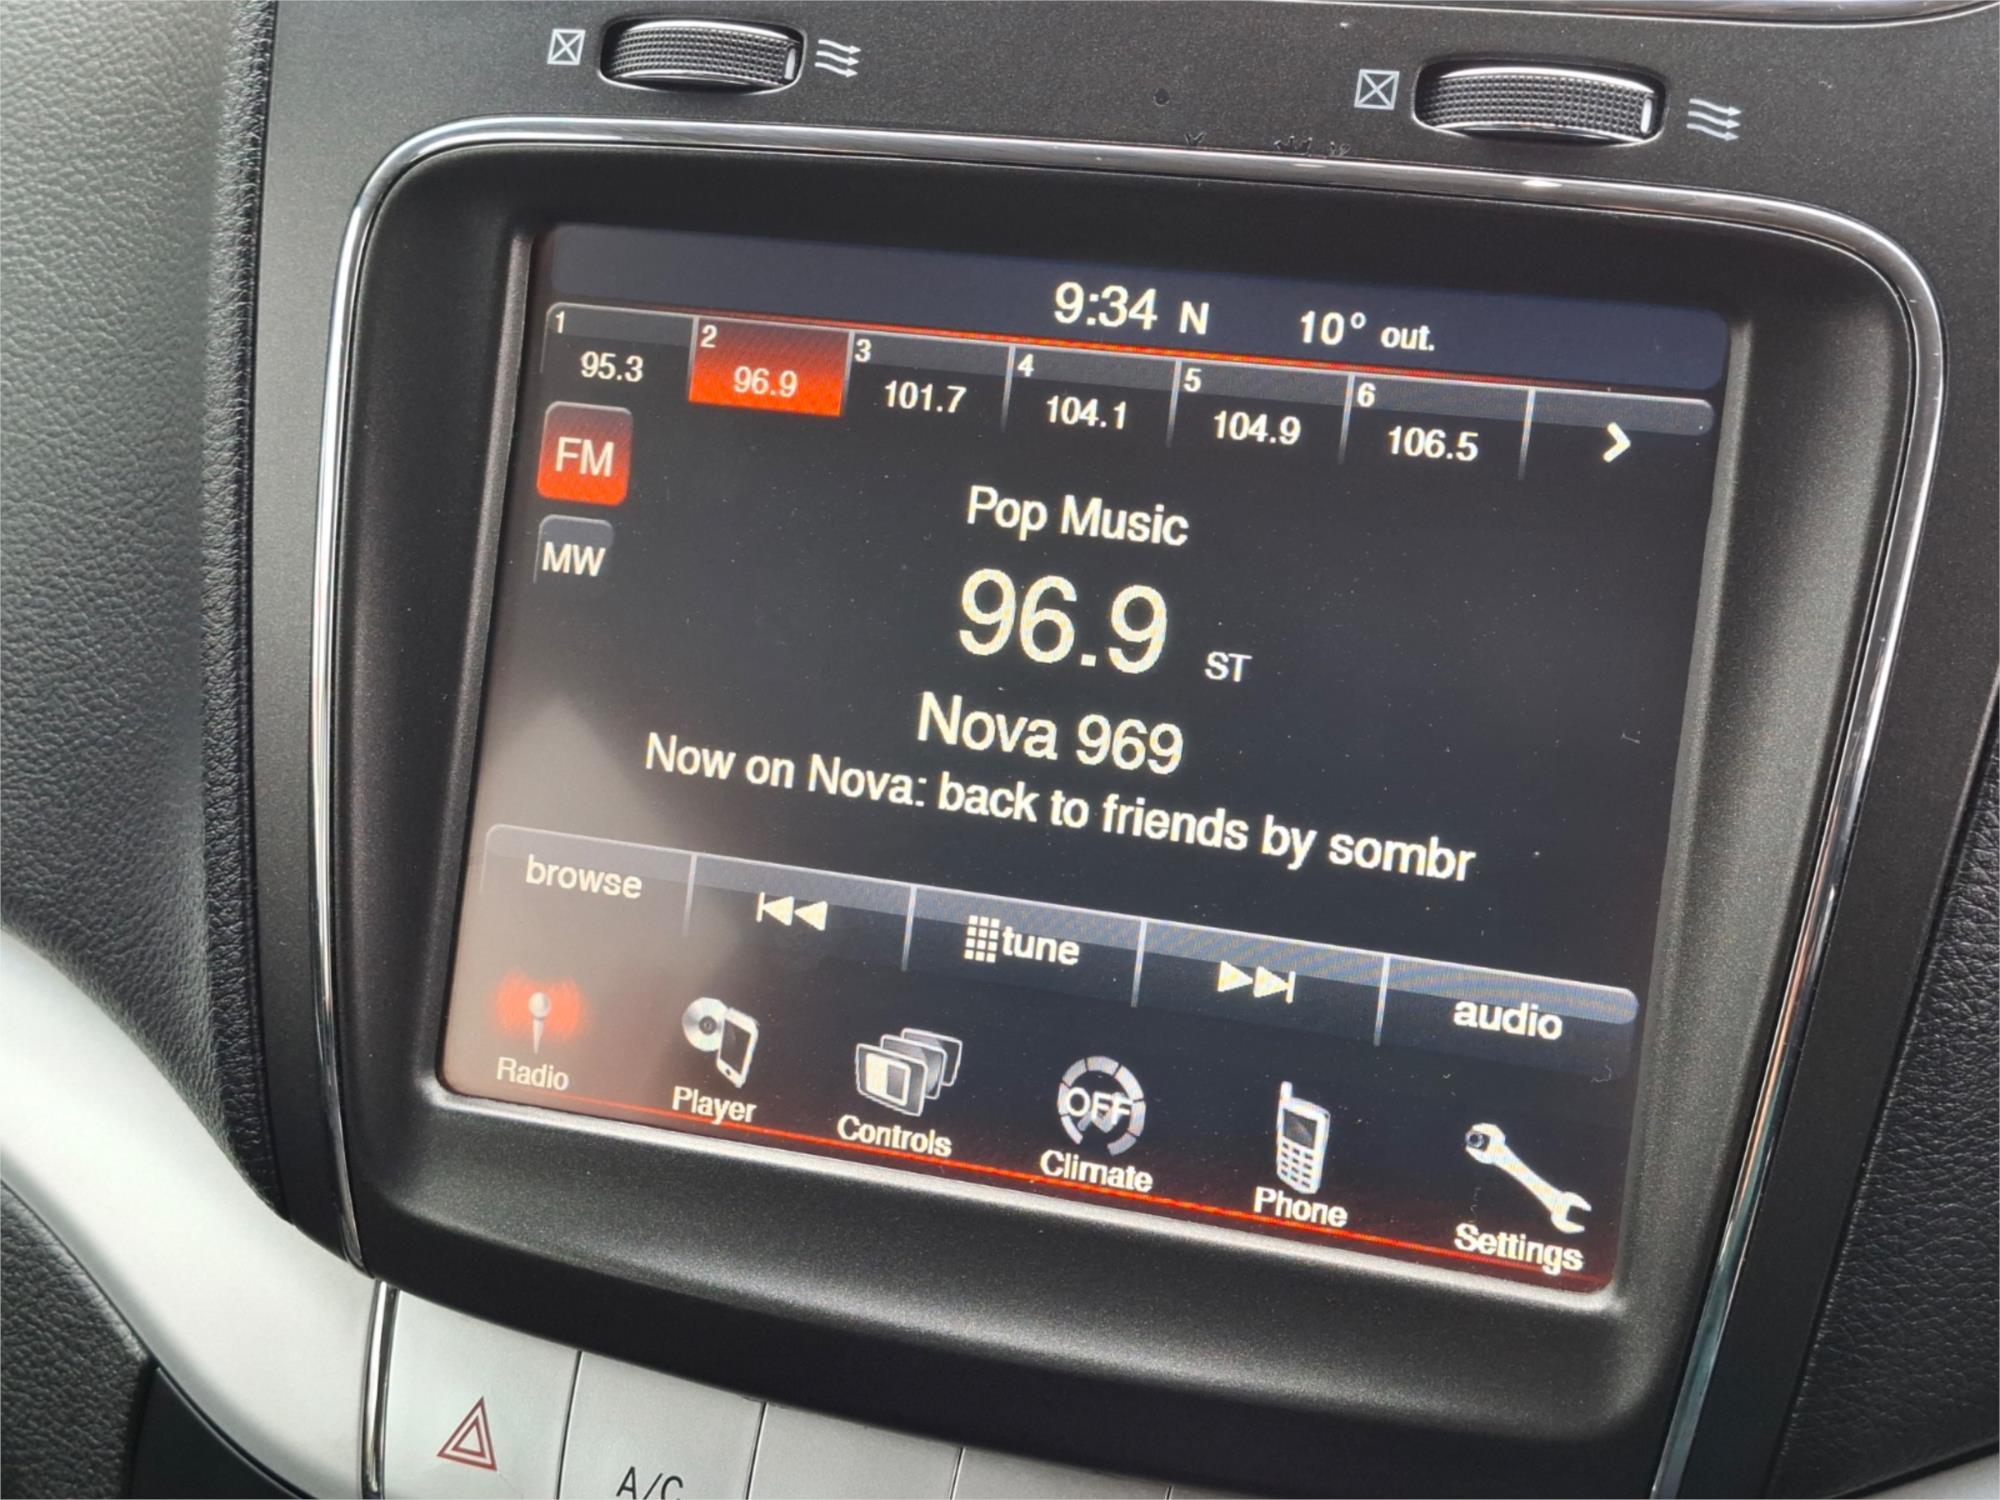 9:34 N 10° out.
1 2 3 4 5 6
95.3 96.9 101.7 104.1 104.9 106.5
FM
MW
Pop Music
96.9 ST
Nova 969
Now on Nova: back to friends by sombr
browse tune audio
Radio Player Controls Climate Phone Settings
OFF
A/C